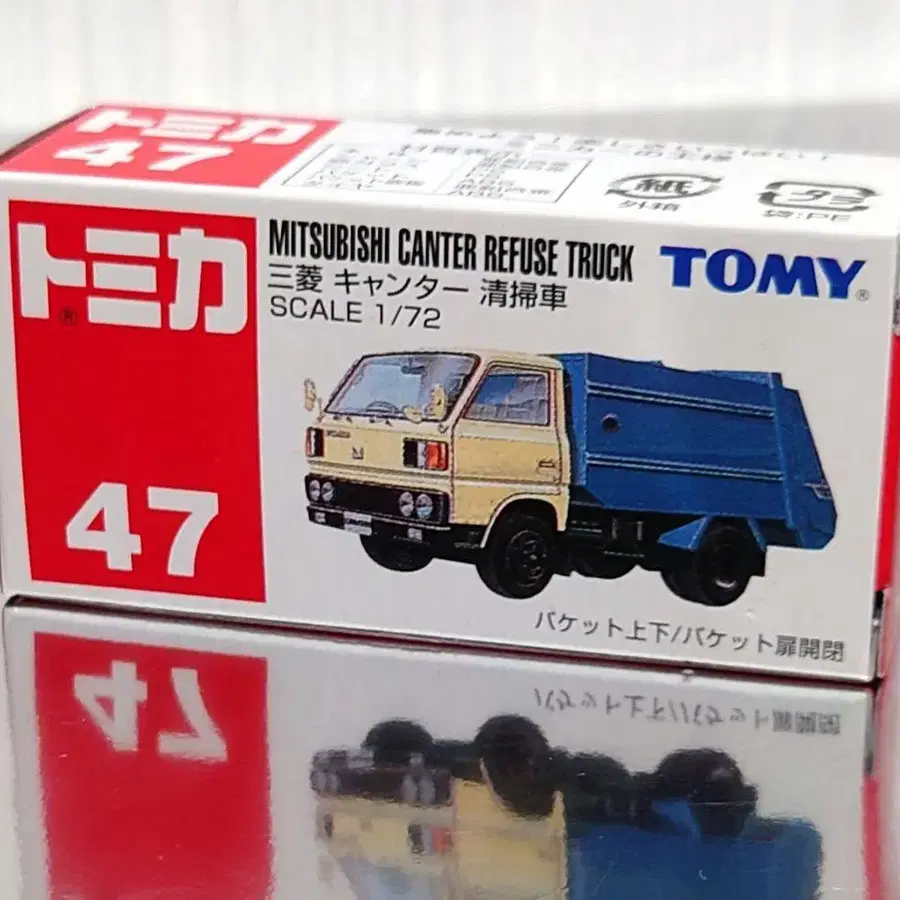 トミカ
47
紙
外箱
プラ
袋:PE
トミカ®
MITSUBISHI CANTER REFUSE TRUCK
三菱 キャンター 清掃車
SCALE 1/72
TOMY®
47
バケット上下/バケット扉開閉